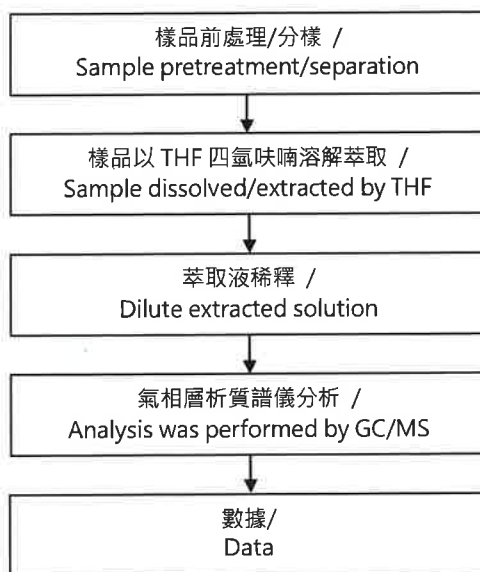 樣品前處理/分樣 /
Sample pretreatment/separation
樣品以 THF 四氫呋喃溶解萃取 /
Sample dissolved/extracted by THF
萃取液稀釋 /
Dilute extracted solution
氣相層析質譜儀分析 /
Analysis was performed by GC/MS
數據/
Data